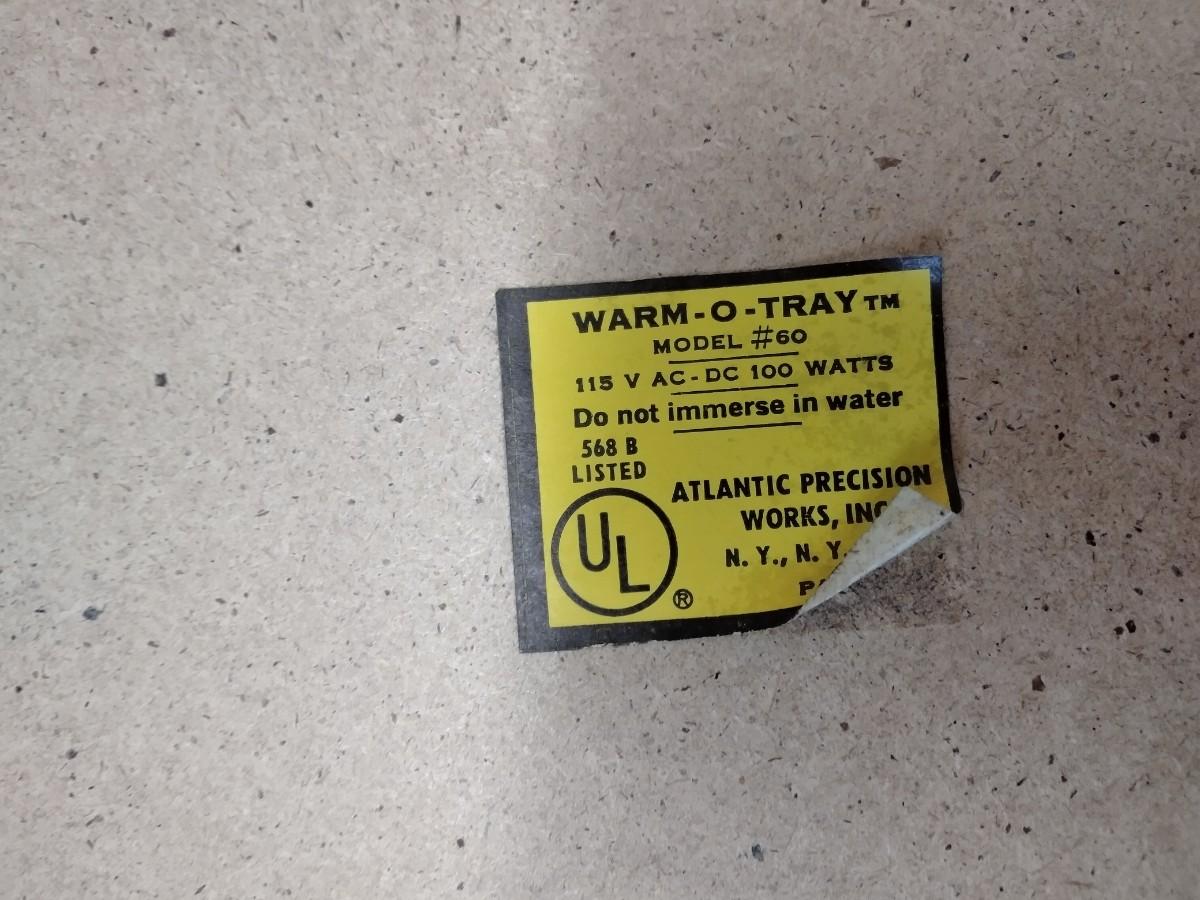 WARM-O-TRAY™
MODEL #60
115 V AC-DC 100 WATTS
Do not immerse in water
568 B
LISTED
UL
®
ATLANTIC PRECISION
WORKS, INC
N. Y., N. Y.